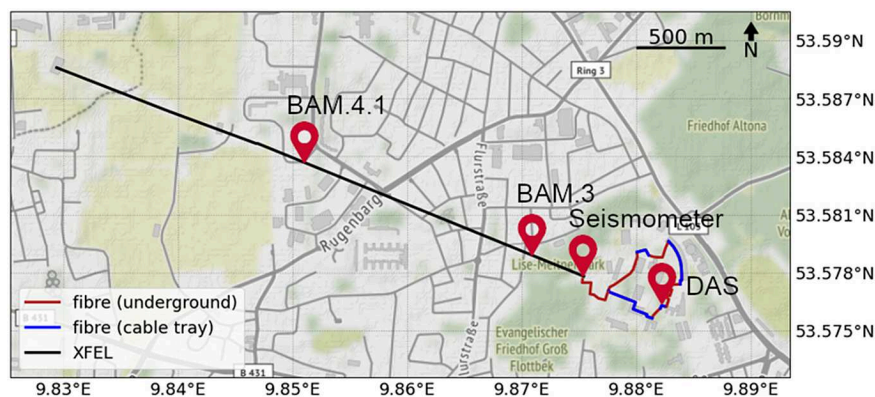 500 m
N
Bornm
53.59°N
Ring 3
53.587°N
BAM.4.1
Friedhof Altona
53.584°N
Flurstraße
BAM.3
53.581°N
Seismometer
Rugenbarg
Lise-Meitner-Park
53.578°N
DAS
fibre (underground)
fibre (cable tray)
XFEL
B 431
53.575°N
Evangelischer
Friedhof Groß
Flottbek
B 431
9.83°E 9.84°E 9.85°E 9.86°E 9.87°E 9.88°E 9.89°E